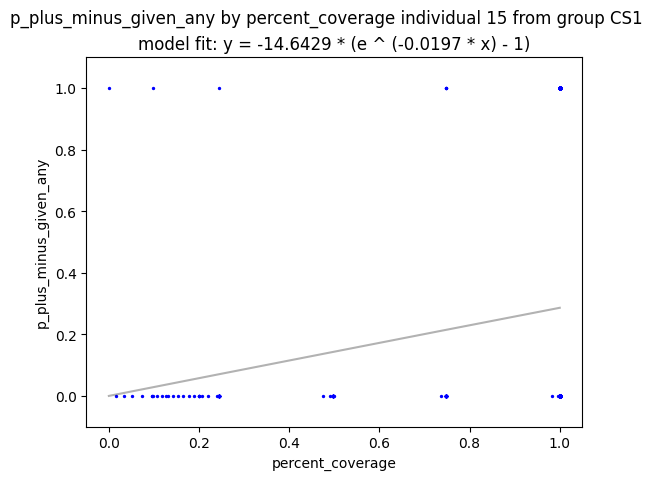 p_plus_minus_given_any by percent_coverage individual 15 from group CS1
model fit: y = -14.6429 * (e ^ (-0.0197 * x) - 1)
1.0
0.8
0.6
0.4
0.2
0.0
p_plus_minus_given_any
0.0 0.2 0.4 0.6 0.8 1.0
percent_coverage